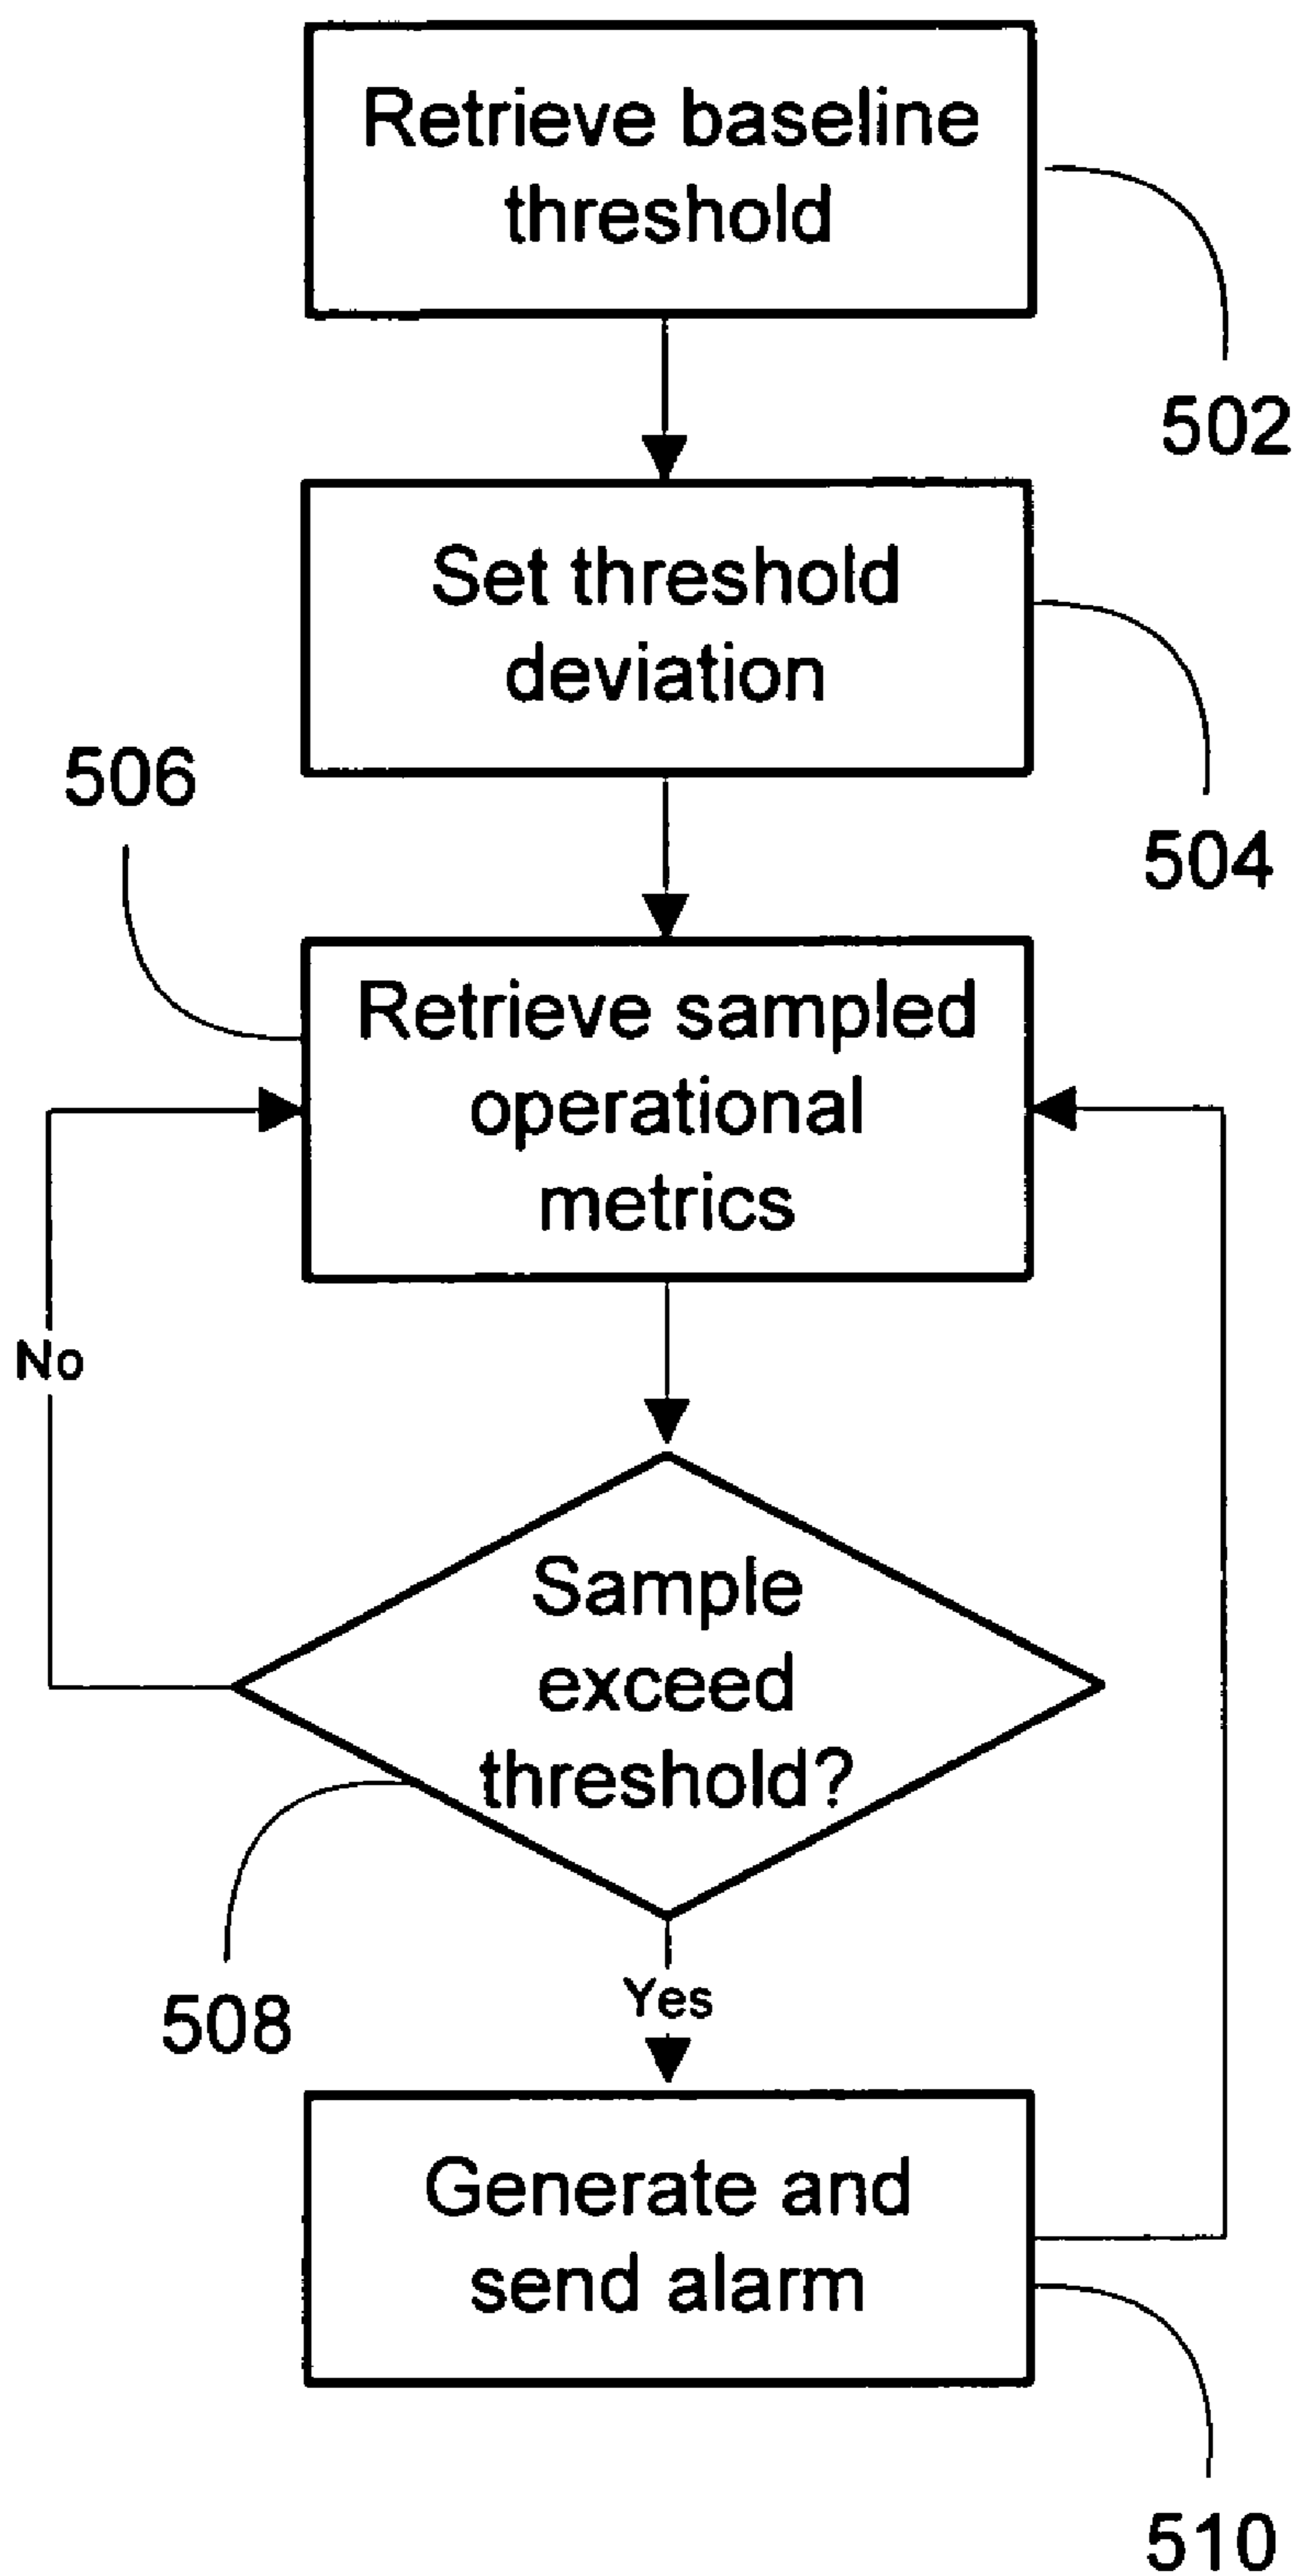 Retrieve baseline
threshold
502
Set threshold
deviation
504
506
Retrieve sampled
operational
metrics
No
Sample
exceed
threshold?
508
Yes
Generate and
send alarm
510